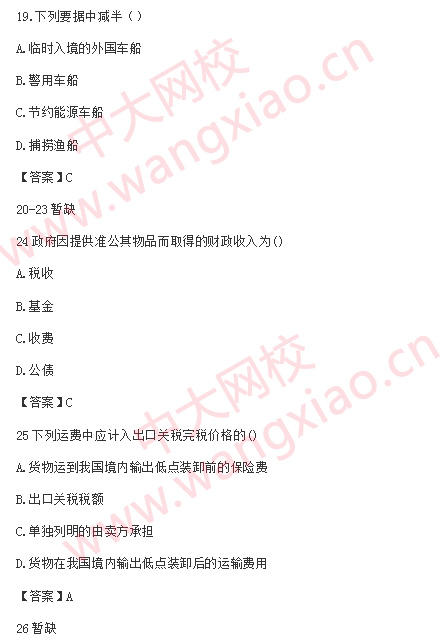 19.下列要据中减半（）
A.临时入境的外国车船
B.警用车船
C.节约能源车船
D.捕捞渔船
【答案】C
20-23暂缺
24政府因提供准公其物品而取得的财政收入为()
A.税收
B.基金
C.收费
D.公债
【答案】C
25下列运费中应计入出口关税完税价格的()
A.货物运到我国境内输出低点装卸前的保险费
B.出口关税税额
C.单独列明的由卖方承担
D.货物在我国境内输出低点装卸后的运输费用
【答案】A
26暂缺
中大网校
www.wangxiao.cn
中大网校
www.wangxiao.cn